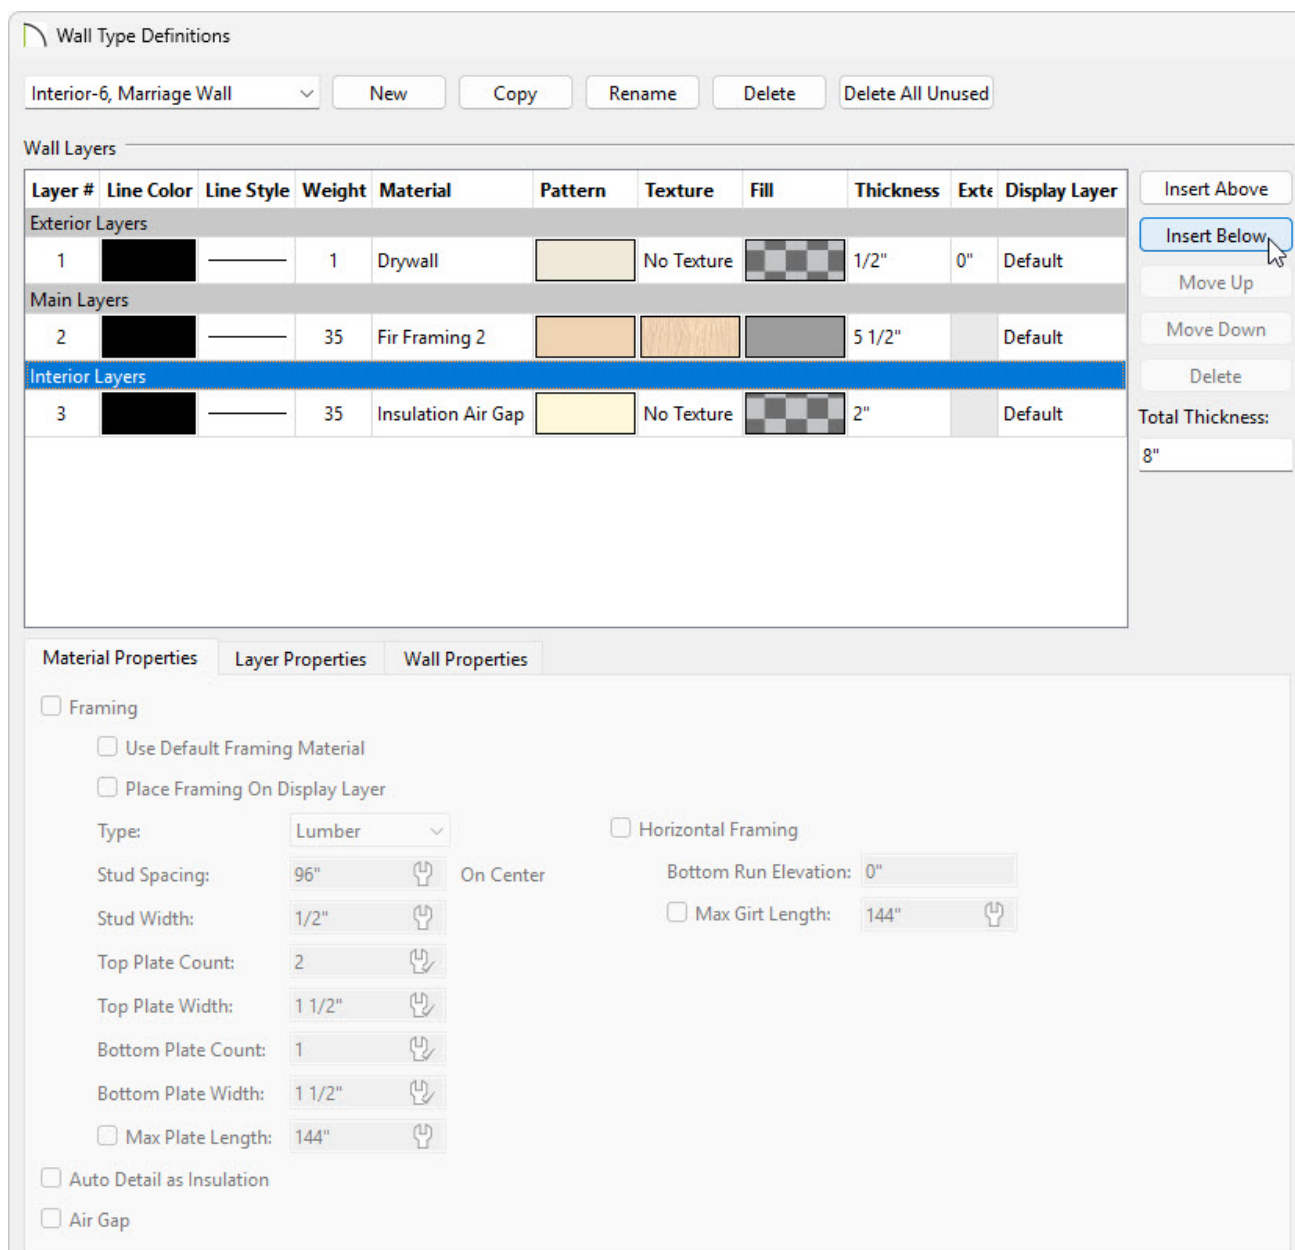 Wall Type Definitions
Interior-6, Marriage Wall New Copy Rename Delete Delete All Unused
Wall Layers
Layer # Line Color Line Style Weight Material Pattern Texture Fill Thickness Exte Display Layer Insert Above
Exterior Layers
Insert Below
1 1 Drywall No Texture 1/2" 0" Default
Move Up
Main Layers
2 35 Fir Framing 2 5 1/2" Default Move Down
Interior Layers Delete
3 35 Insulation Air Gap No Texture 2" Default Total Thickness:
8"
Material Properties Layer Properties Wall Properties
Framing
Use Default Framing Material
Place Framing On Display Layer
Type: Lumber Horizontal Framing
Stud Spacing: 96" On Center Bottom Run Elevation: 0"
Stud Width: 1/2" Max Girt Length: 144"
Top Plate Count: 2
Top Plate Width: 1 1/2"
Bottom Plate Count: 1
Bottom Plate Width: 1 1/2"
Max Plate Length: 144"
Auto Detail as Insulation
Air Gap